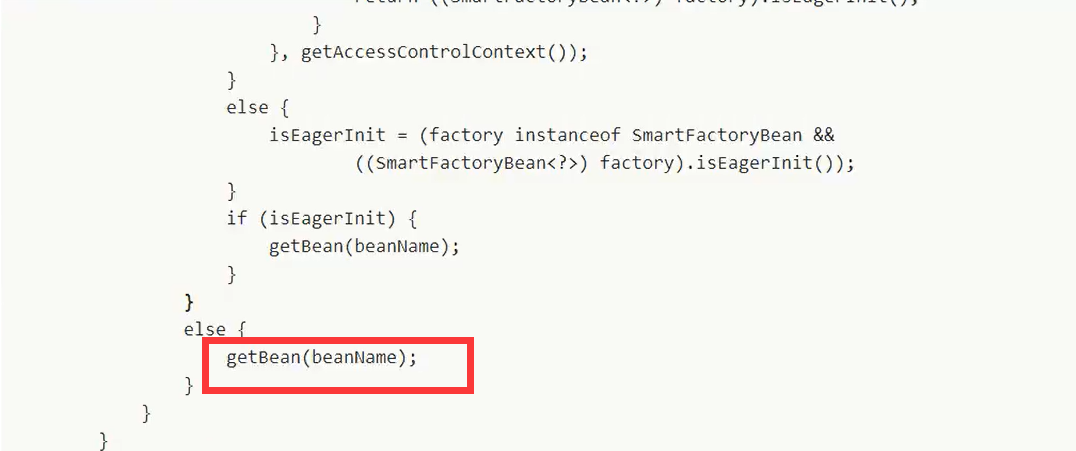 return ((SmartFactoryBean<?>) factory).isEagerInit();
}
}, getAccessControlContext());
}
else {
isEagerInit = (factory instanceof SmartFactoryBean &&
((SmartFactoryBean<?>) factory).isEagerInit());
}
if (isEagerInit) {
getBean(beanName);
}
}
else {
getBean(beanName);
}
}
}